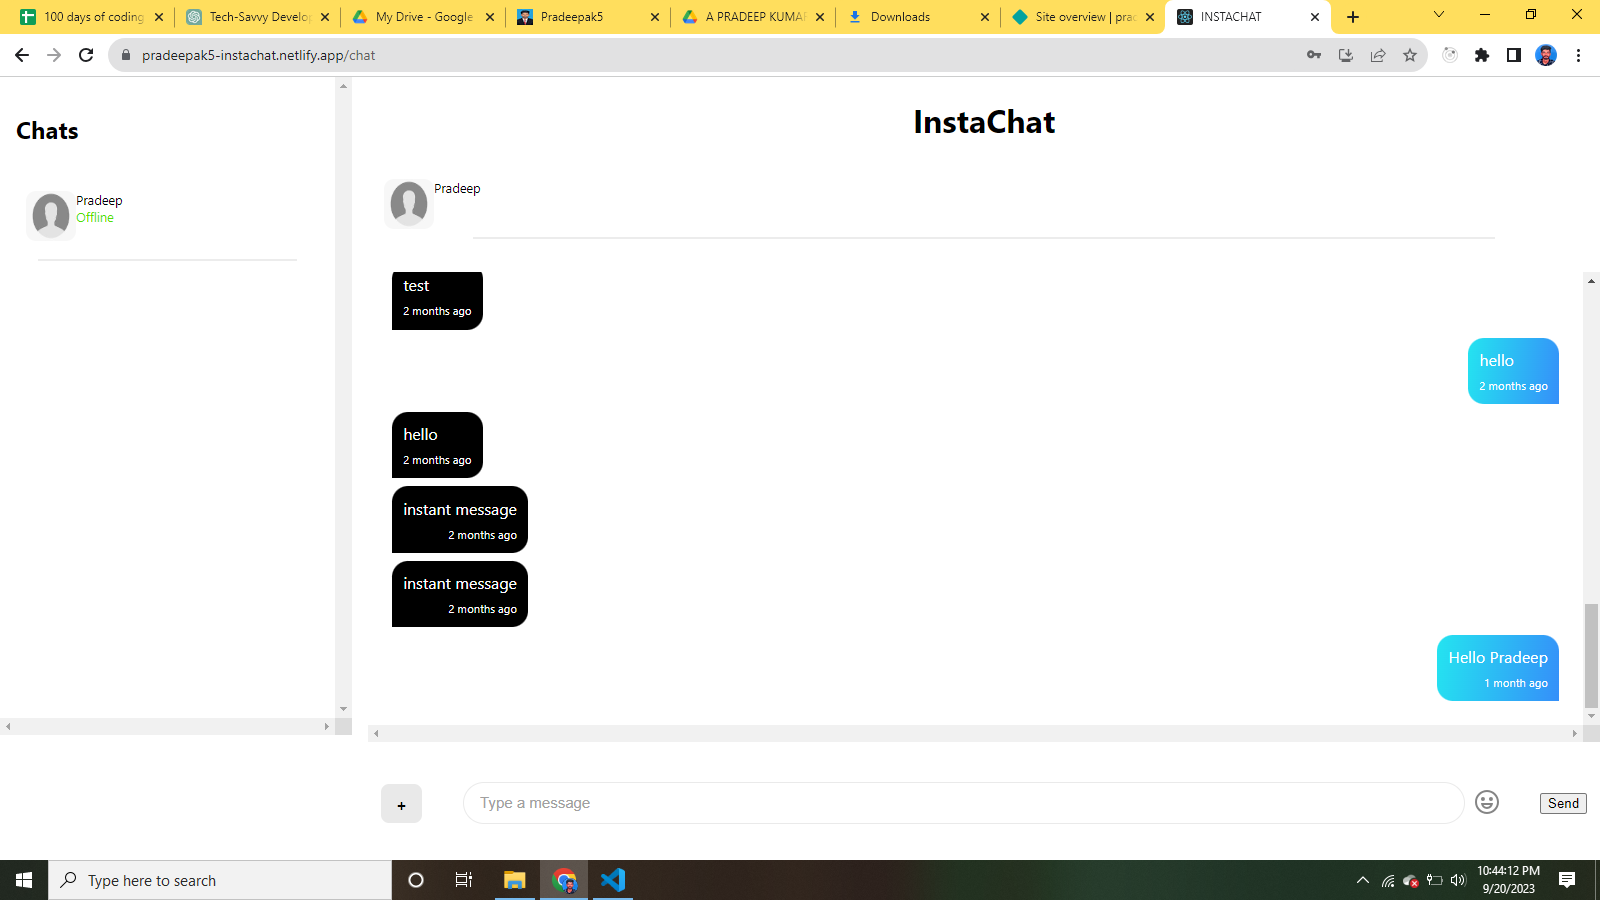 100 days of coding
Tech-Savvy Develop
My Drive - Google
Pradeepak5
A PRADEEP KUMAR
Downloads
Site overview | prac
INSTACHAT
pradeepak5-instachat.netlify.app/chat
Chats
Pradeep
Offline
InstaChat
Pradeep
test
2 months ago
hello
2 months ago
hello
2 months ago
instant message
2 months ago
instant message
2 months ago
Hello Pradeep
1 month ago
+
Type a message
Send
Type here to search
10:44:12 PM
9/20/2023